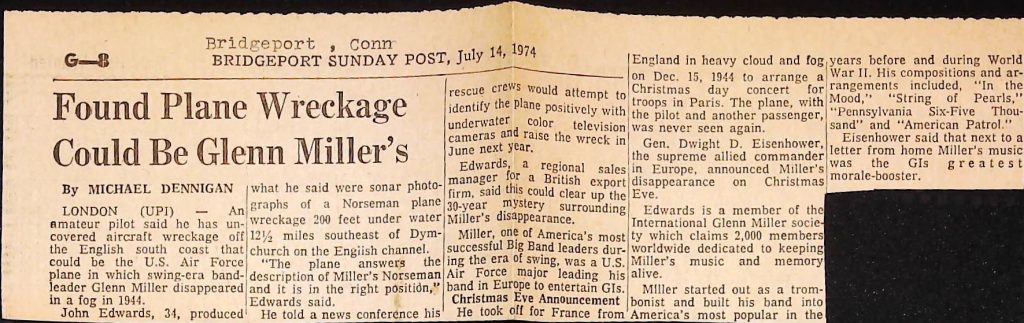 Bridgeport , Conn
G—8
BRIDGEPORT SUNDAY POST, July 14, 1974
Found Plane Wreckage
Could Be Glenn Miller's
By MICHAEL DENNIGAN
LONDON (UPI) — An
amateur pilot said he has un-
covered aircraft wreckage off
the English south coast that
could be the U.S. Air Force
plane in which swing-era band-
leader Glenn Miller disappeared
in a fog in 1944.
John Edwards, 34, produced
what he said were sonar photo-
graphs of a Norseman plane
wreckage 200 feet under water
12½ miles southeast of Dym-
church on the English channel.
"The plane answers the
description of Miller's Norseman
and it is in the right position,"
Edwards said.
He told a news conference his
rescue crews would attempt to
identify the plane positively with
underwater color television
cameras and raise the wreck in
June next year.
Edwards, a regional sales
manager for a British export
firm, said this could clear up the
30-year mystery surrounding
Miller's disappearance.
Miller, one of America's most
successful Big Band leaders dur-
ing the era of swing, was a U.S.
Air Force major leading his
band in Europe to entertain GIs.
Christmas Eve Announcement
He took off for France from
England in heavy cloud and fog
on Dec. 15, 1944 to arrange a
Christmas day concert for
troops in Paris. The plane, with
the pilot and another passenger,
was never seen again.
Gen. Dwight D. Eisenhower,
the supreme allied commander
in Europe, announced Miller's
disappearance on Christmas
Eve.
Edwards is a member of the
International Glenn Miller socie-
ty which claims 2,000 members
worldwide dedicated to keeping
Miller's music and memory
alive.
Miller started out as a trom-
bonist and built his band into
America's most popular in the
years before and during World
War II. His compositions and ar-
rangements included, "In the
Mood," "String of Pearls,"
"Pennsylvania Six-Five Thou-
sand" and "American Patrol."
Eisenhower said that next to a
letter from home Miller's music
was the GIs greatest
morale-booster.